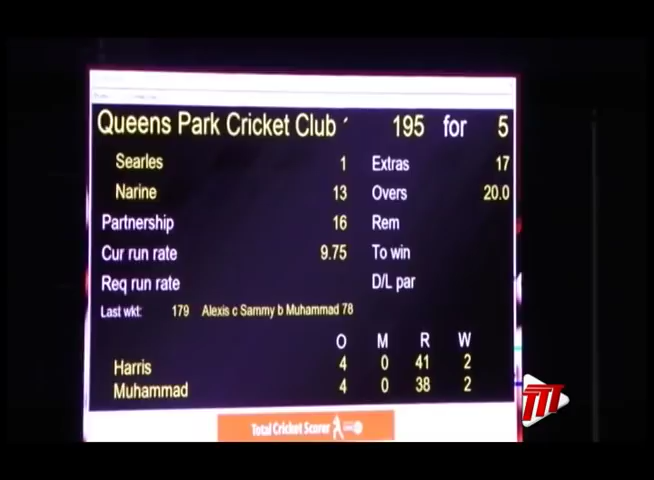 Queens Park Cricket Club 195 for 5
Searles 1 Extras 17
Narine 13 Overs 20.0
Partnership 16 Rem
Cur run rate 9.75 To win
Req run rate D/L par
Last wkt: 179 Alexis c Sammy b Muhammad 78
O M R W
Harris 4 0 41 2
Muhammad 4 0 38 2
Total Cricket Scorer